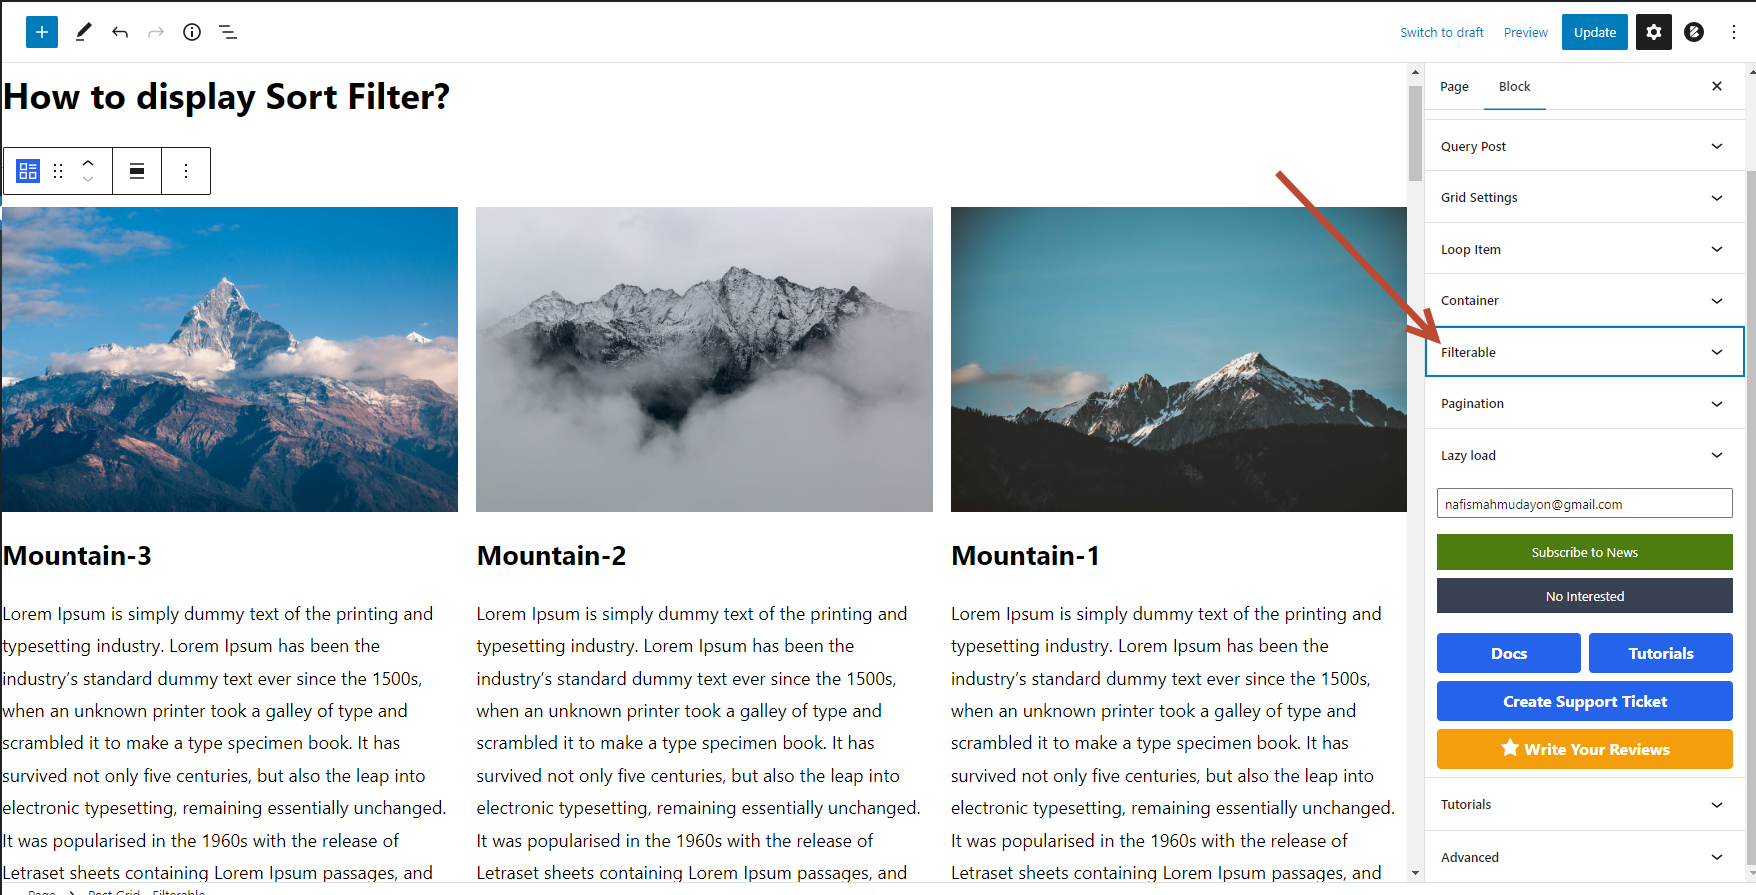 Switch to draft Preview Update
How to display Sort Filter?
Mountain-3
Lorem Ipsum is simply dummy text of the printing and
typesetting industry. Lorem Ipsum has been the
industry’s standard dummy text ever since the 1500s,
when an unknown printer took a galley of type and
scrambled it to make a type specimen book. It has
survived not only five centuries, but also the leap into
electronic typesetting, remaining essentially unchanged.
It was popularised in the 1960s with the release of
Letraset sheets containing Lorem Ipsum passages, and
Mountain-2
Lorem Ipsum is simply dummy text of the printing and
typesetting industry. Lorem Ipsum has been the
industry’s standard dummy text ever since the 1500s,
when an unknown printer took a galley of type and
scrambled it to make a type specimen book. It has
survived not only five centuries, but also the leap into
electronic typesetting, remaining essentially unchanged.
It was popularised in the 1960s with the release of
Letraset sheets containing Lorem Ipsum passages, and
Mountain-1
Lorem Ipsum is simply dummy text of the printing and
typesetting industry. Lorem Ipsum has been the
industry’s standard dummy text ever since the 1500s,
when an unknown printer took a galley of type and
scrambled it to make a type specimen book. It has
survived not only five centuries, but also the leap into
electronic typesetting, remaining essentially unchanged.
It was popularised in the 1960s with the release of
Letraset sheets containing Lorem Ipsum passages, and
Page Block
Query Post
Grid Settings
Loop Item
Container
Filterable
Pagination
Lazy load
nafismahmudayon@gmail.com
Subscribe to News
No Interested
Docs Tutorials
Create Support Ticket
Write Your Reviews
Tutorials
Advanced
Page Post Grid - Filterable